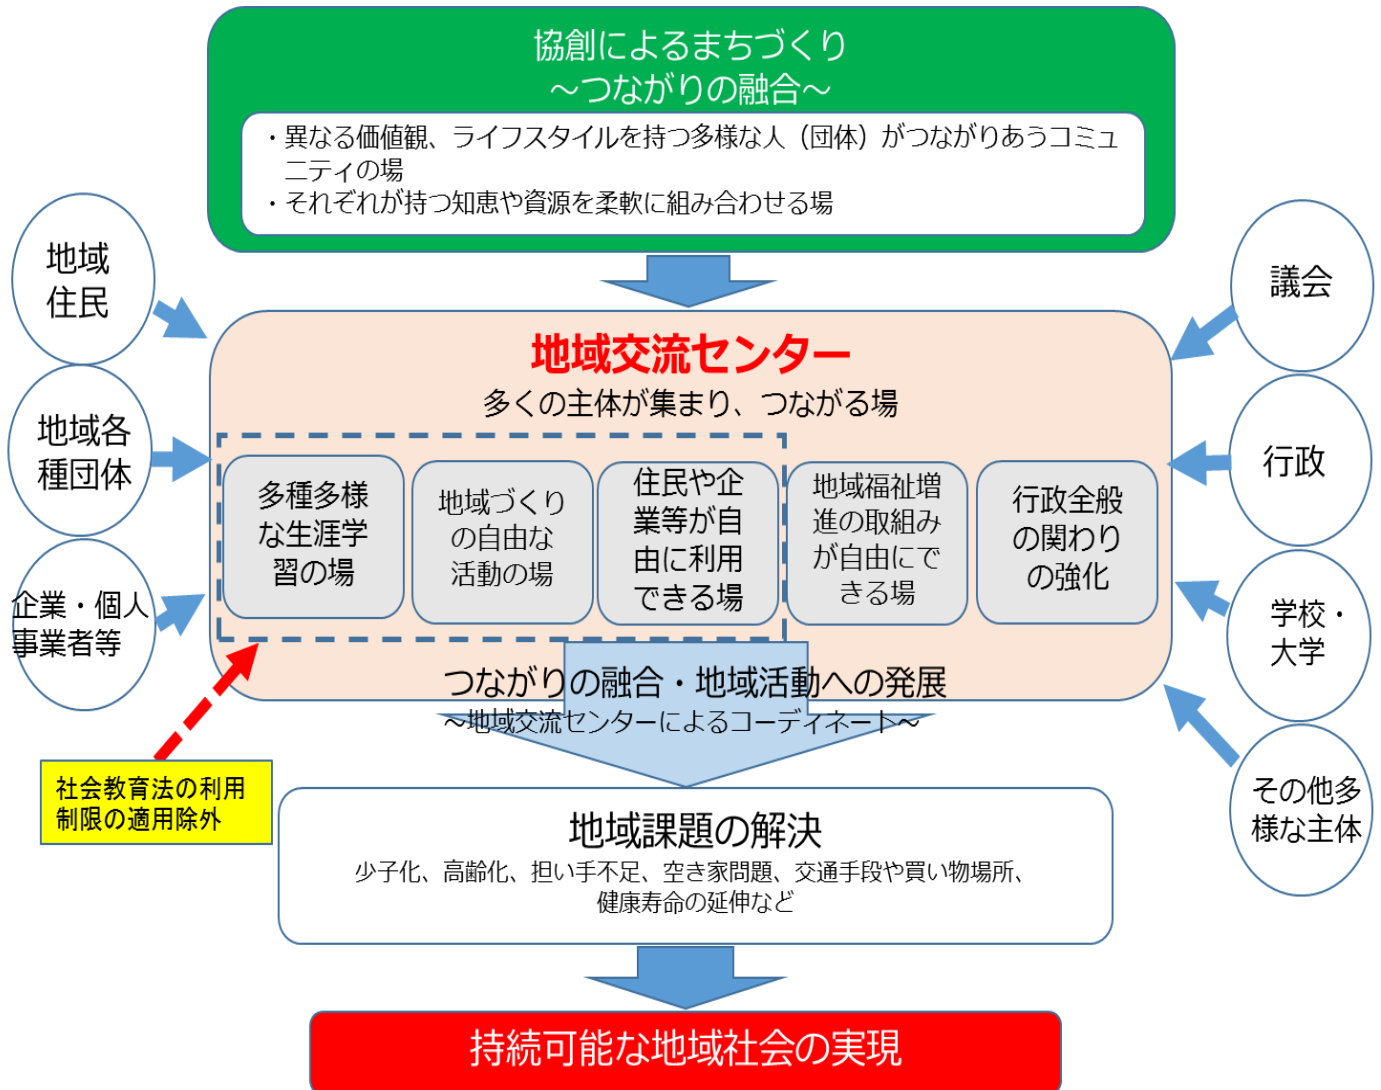 協創によるまちづくり
～つながりの融合～
・異なる価値観、ライフスタイルを持つ多様な人（団体）がつながりあうコミュ
ニティの場
・それぞれが持つ知恵や資源を柔軟に組み合わせる場
地域
住民
地域各
種団体
企業・個人
事業者等
議会
行政
学校・
大学
その他多
様な主体
地域交流センター
多くの主体が集まり、つながる場
多種多様
な生涯学
習の場
地域づくり
の自由な
活動の場
住民や企
業等が自
由に利用
できる場
地域福祉増
進の取組み
が自由にで
きる場
行政全般
の関わり
の強化
つながりの融合・地域活動への発展
～地域交流センターによるコーディネート～
社会教育法の利用
制限の適用除外
地域課題の解決
少子化、高齢化、担い手不足、空き家問題、交通手段や買い物場所、
健康寿命の延伸など
持続可能な地域社会の実現